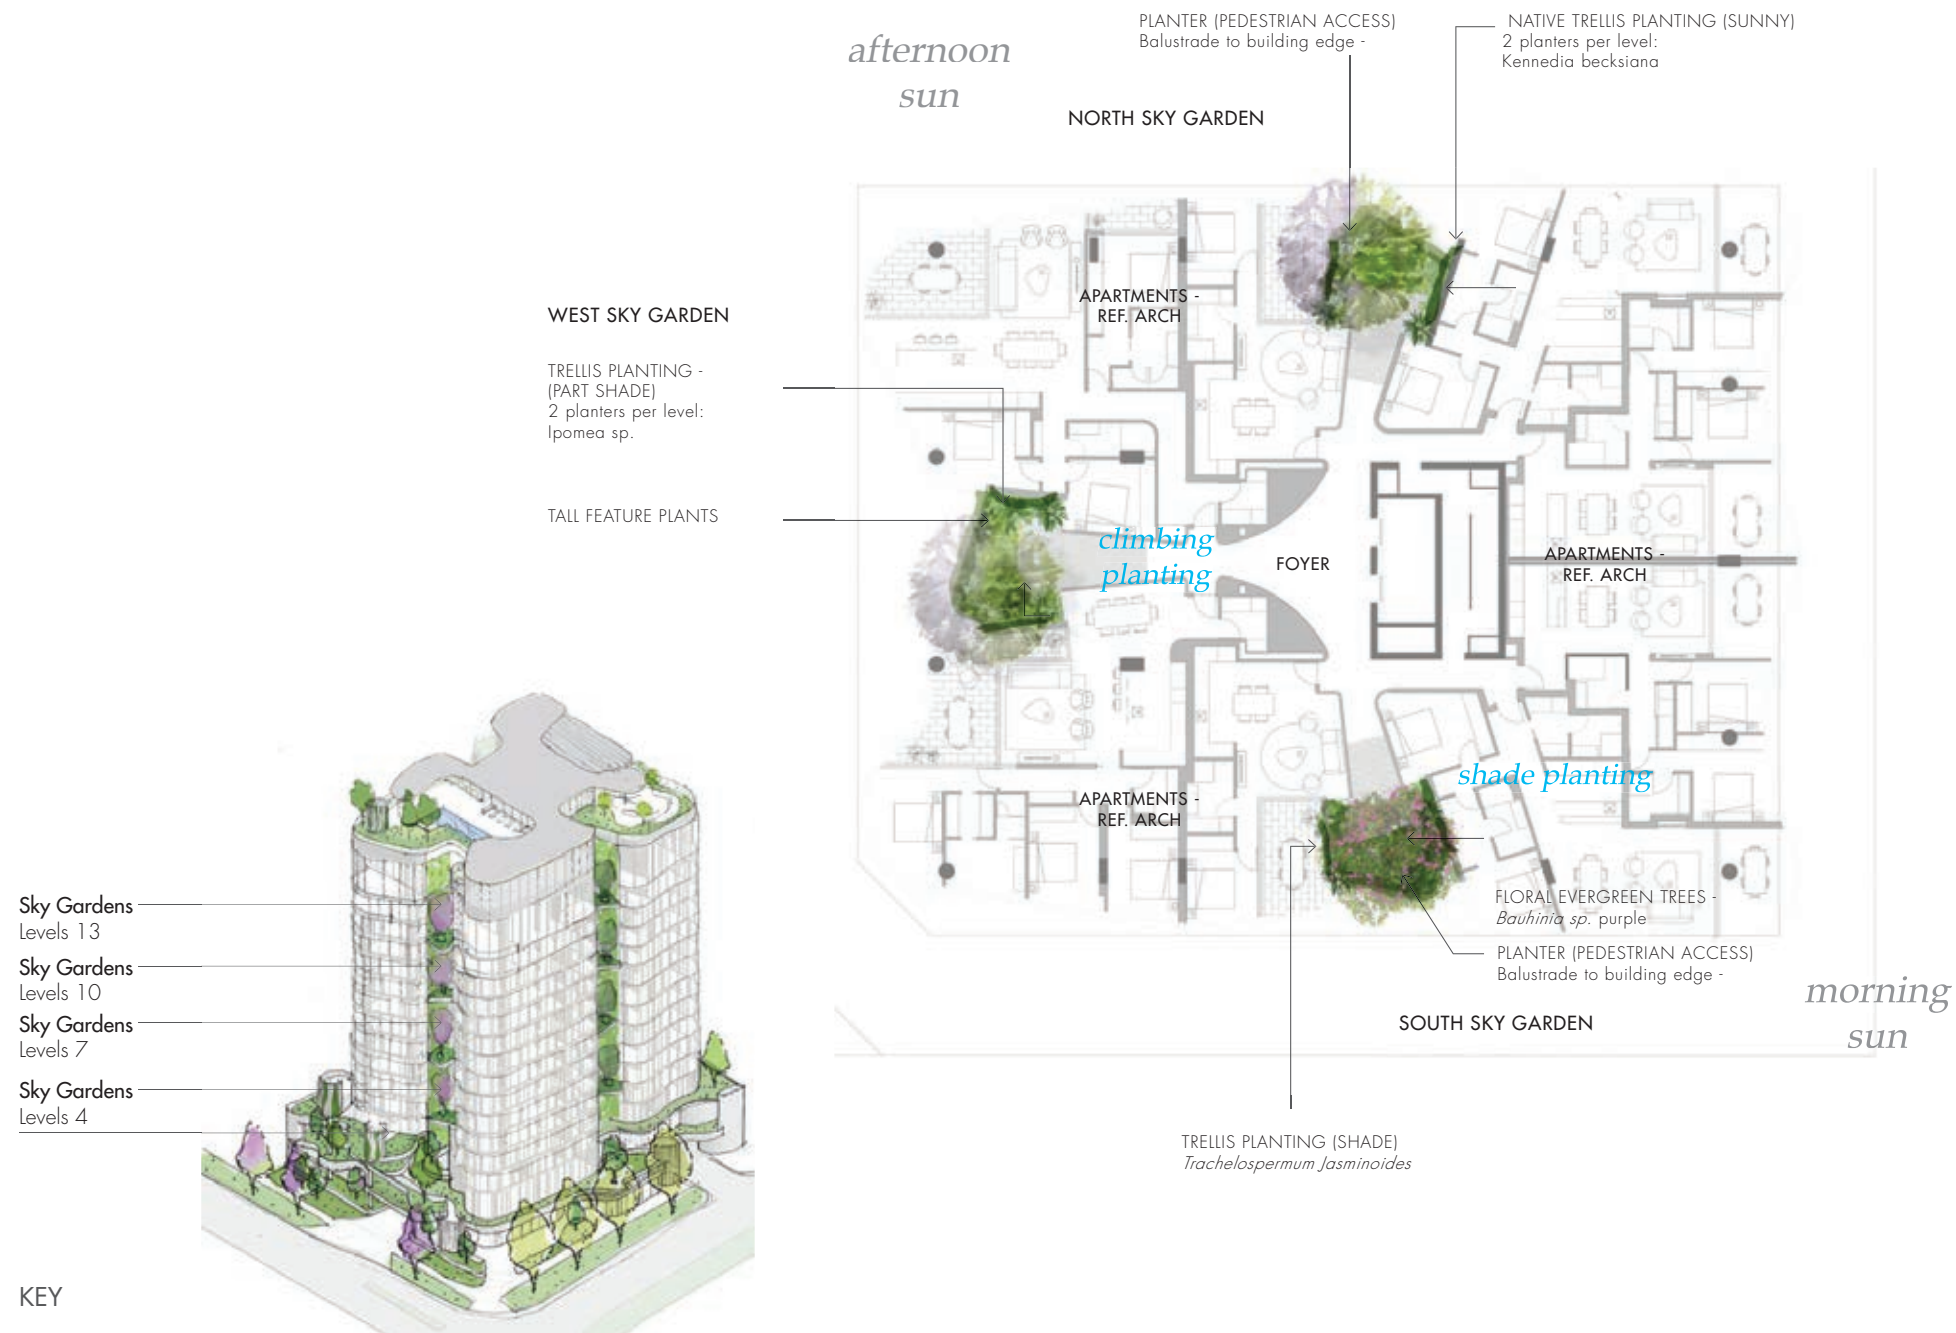 afternoon
sun
PLANTER (PEDESTRIAN ACCESS)
Balustrade to building edge -
NATIVE TRELLIS PLANTING (SUNNY)
2 planters per level:
Kennedia becksiana
NORTH SKY GARDEN
APARTMENTS -
REF. ARCH
WEST SKY GARDEN
TRELLIS PLANTING -
(PART SHADE)
2 planters per level:
Ipomea sp.
TALL FEATURE PLANTS
climbing
planting
FOYER
APARTMENTS -
REF. ARCH
shade planting
APARTMENTS -
REF. ARCH
FLORAL EVERGREEN TREES -
Bauhinia sp. purple
PLANTER (PEDESTRIAN ACCESS)
Balustrade to building edge -
morning
sun
SOUTH SKY GARDEN
TRELLIS PLANTING (SHADE)
Trachelospermum Jasminoides
Sky Gardens
Levels 13
Sky Gardens
Levels 10
Sky Gardens
Levels 7
Sky Gardens
Levels 4
KEY